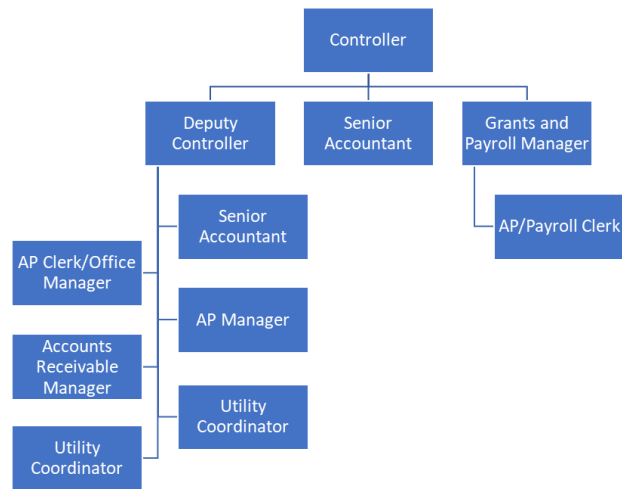 Controller
Deputy
Controller
Senior
Accountant
Grants and
Payroll Manager
Senior
Accountant
AP/Payroll Clerk
AP Clerk/Office
Manager
AP Manager
Accounts
Receivable
Manager
Utility
Coordinator
Utility
Coordinator